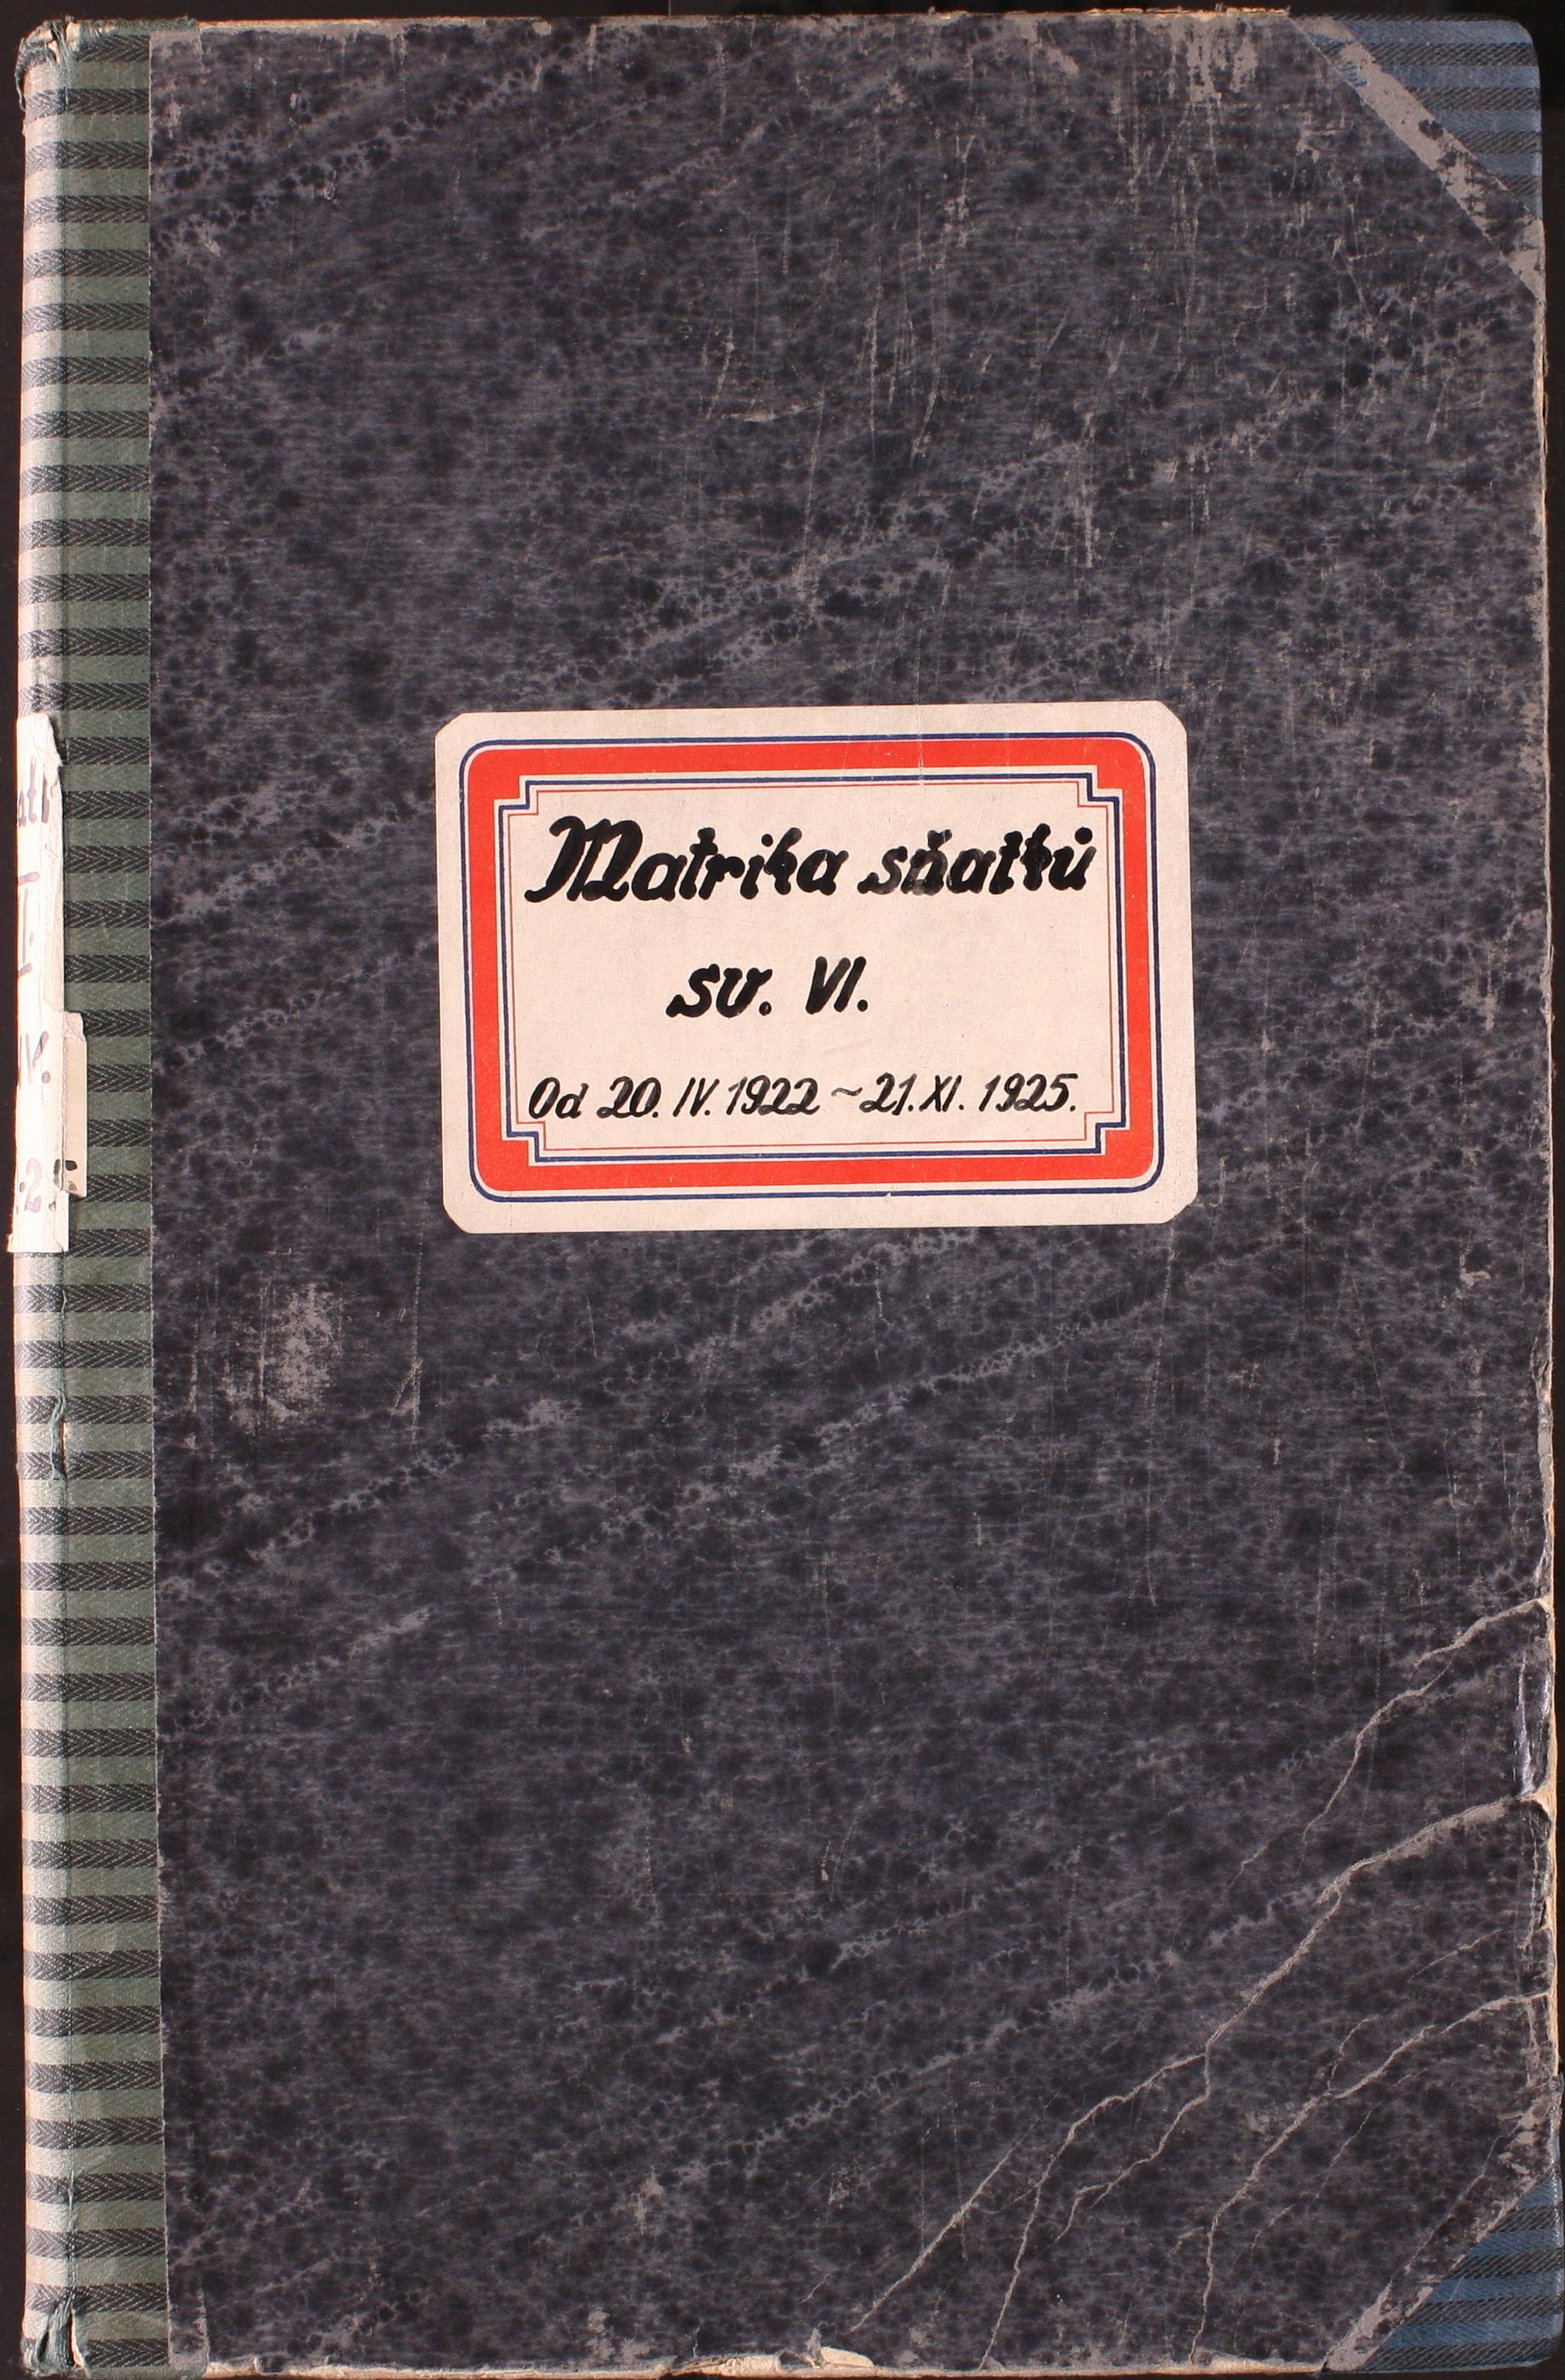 Matrika sňatků
sv. VI.
Od 20. IV. 1922 ~ 21. XI. 1925.